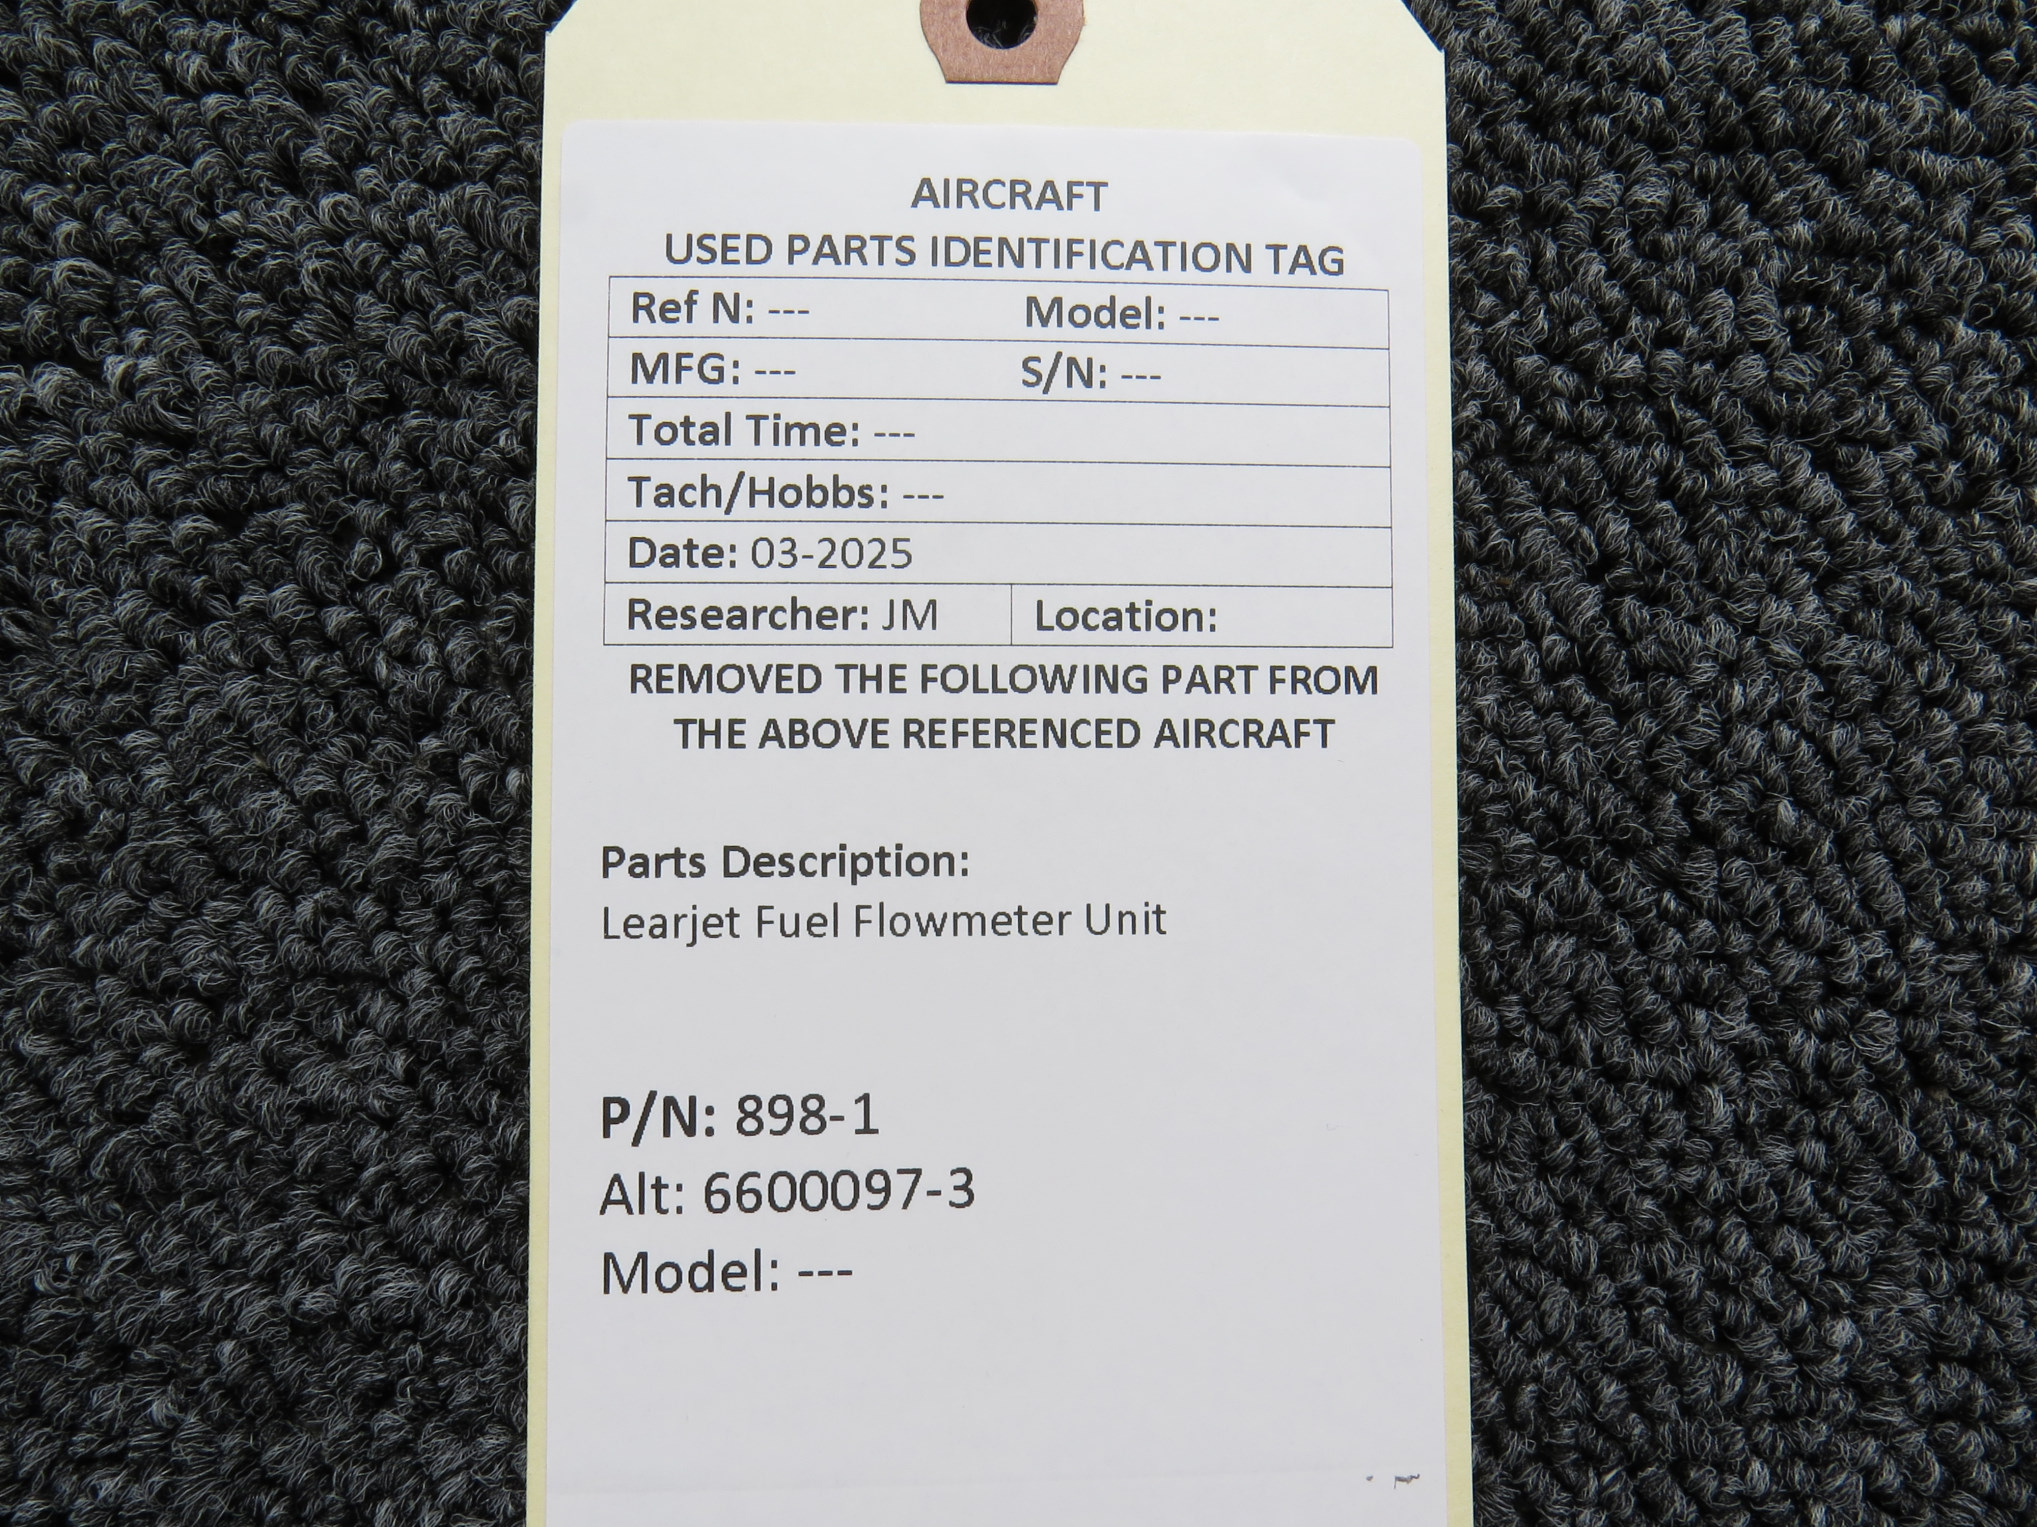 AIRCRAFT
USED PARTS IDENTIFICATION TAG
Ref N: --- Model: ---
MFG: --- S/N: ---
Total Time: ---
Tach/Hobbs: ---
Date: 03-2025
Researcher: JM Location:
REMOVED THE FOLLOWING PART FROM
THE ABOVE REFERENCED AIRCRAFT
Parts Description:
Learjet Fuel Flowmeter Unit
P/N: 898-1
Alt: 6600097-3
Model: ---